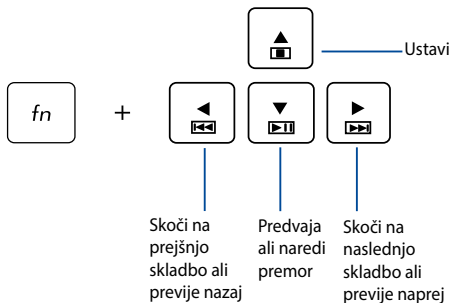 Ustavi
fn
+
Skoči na
prejšnjo
skladbo ali
previje nazaj
Predvaja
ali naredi
premor
Skoči na
naslednjo
skladbo ali
previje naprej